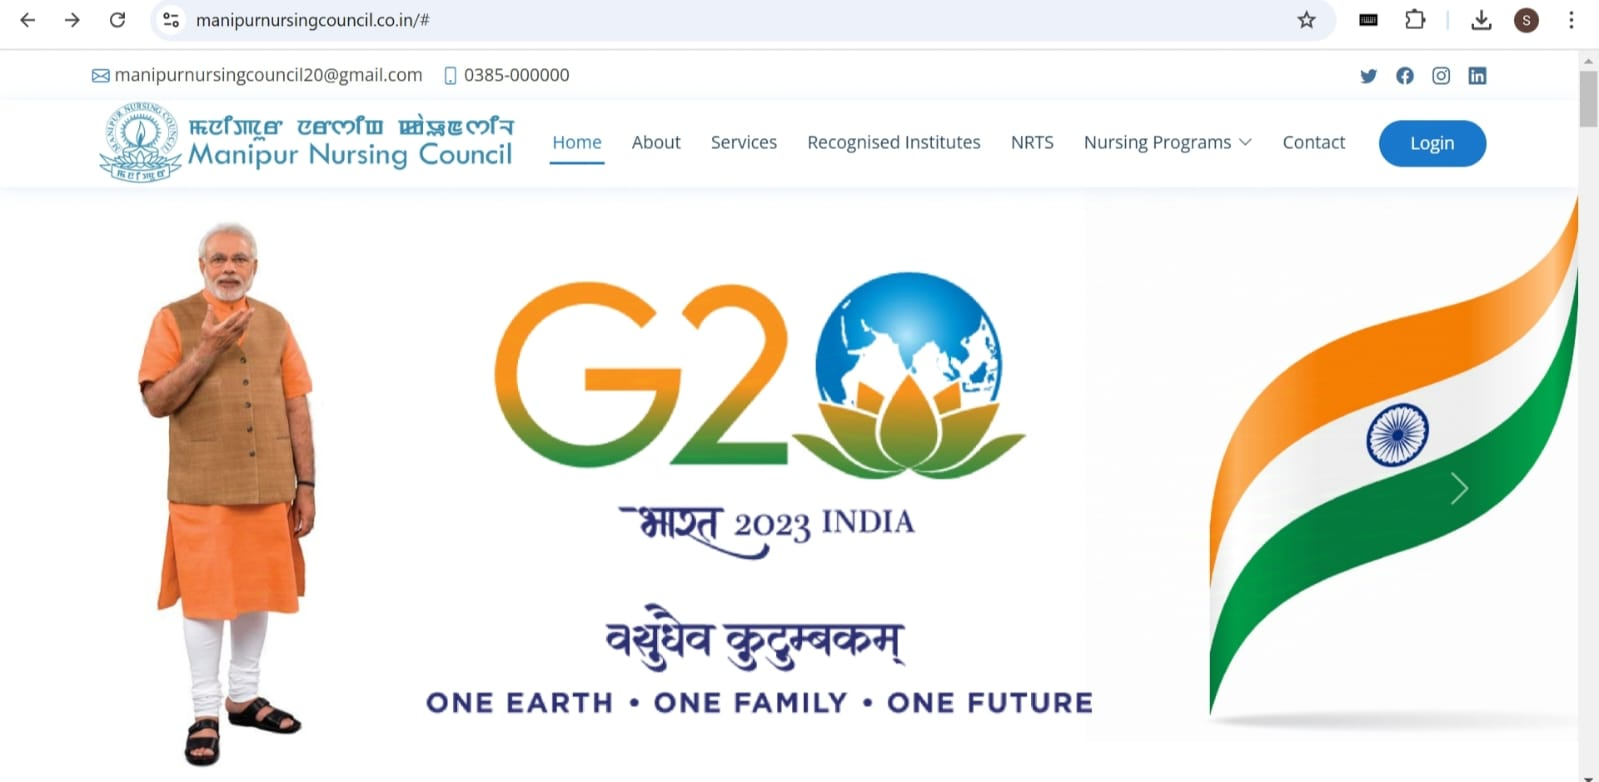 manipurnursingcouncil.co.in/#
S
manipurnursingcouncil20@gmail.com 0385-000000
Manipur Nursing Council
Home About Services Recognised Institutes NRTS Nursing Programs Contact Login
G20
भारत 2023 INDIA
वसुधैव कुटुम्बकम्
ONE EARTH • ONE FAMILY • ONE FUTURE